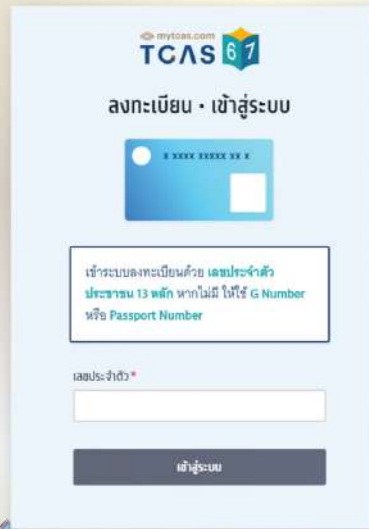 mytcas.com
TCAS 67
ลงทะเบียน • เข้าสู่ระบบ
x xxxx xxxxx xx x
เข้าระบบลงทะเบียนด้วย เลขประจำตัว
ประชาชน 13 หลัก หากไม่มี ให้ใช้ G Number
หรือ Passport Number
เลขประจำตัว *
เข้าสู่ระบบ